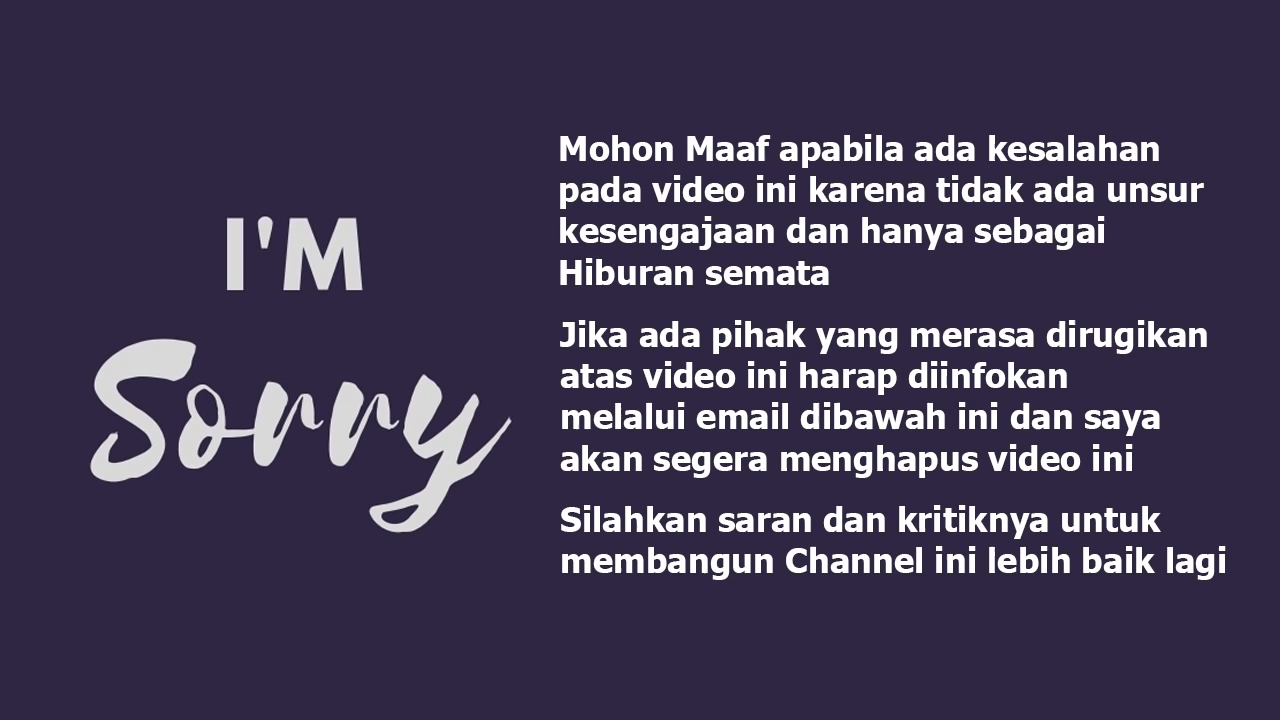 I'M
Sorry
Mohon Maaf apabila ada kesalahan
pada video ini karena tidak ada unsur
kesengajaan dan hanya sebagai
Hiburan semata
Jika ada pihak yang merasa dirugikan
atas video ini harap diinfokan
melalui email dibawah ini dan saya
akan segera menghapus video ini
Silahkan saran dan kritiknya untuk
membangun Channel ini lebih baik lagi